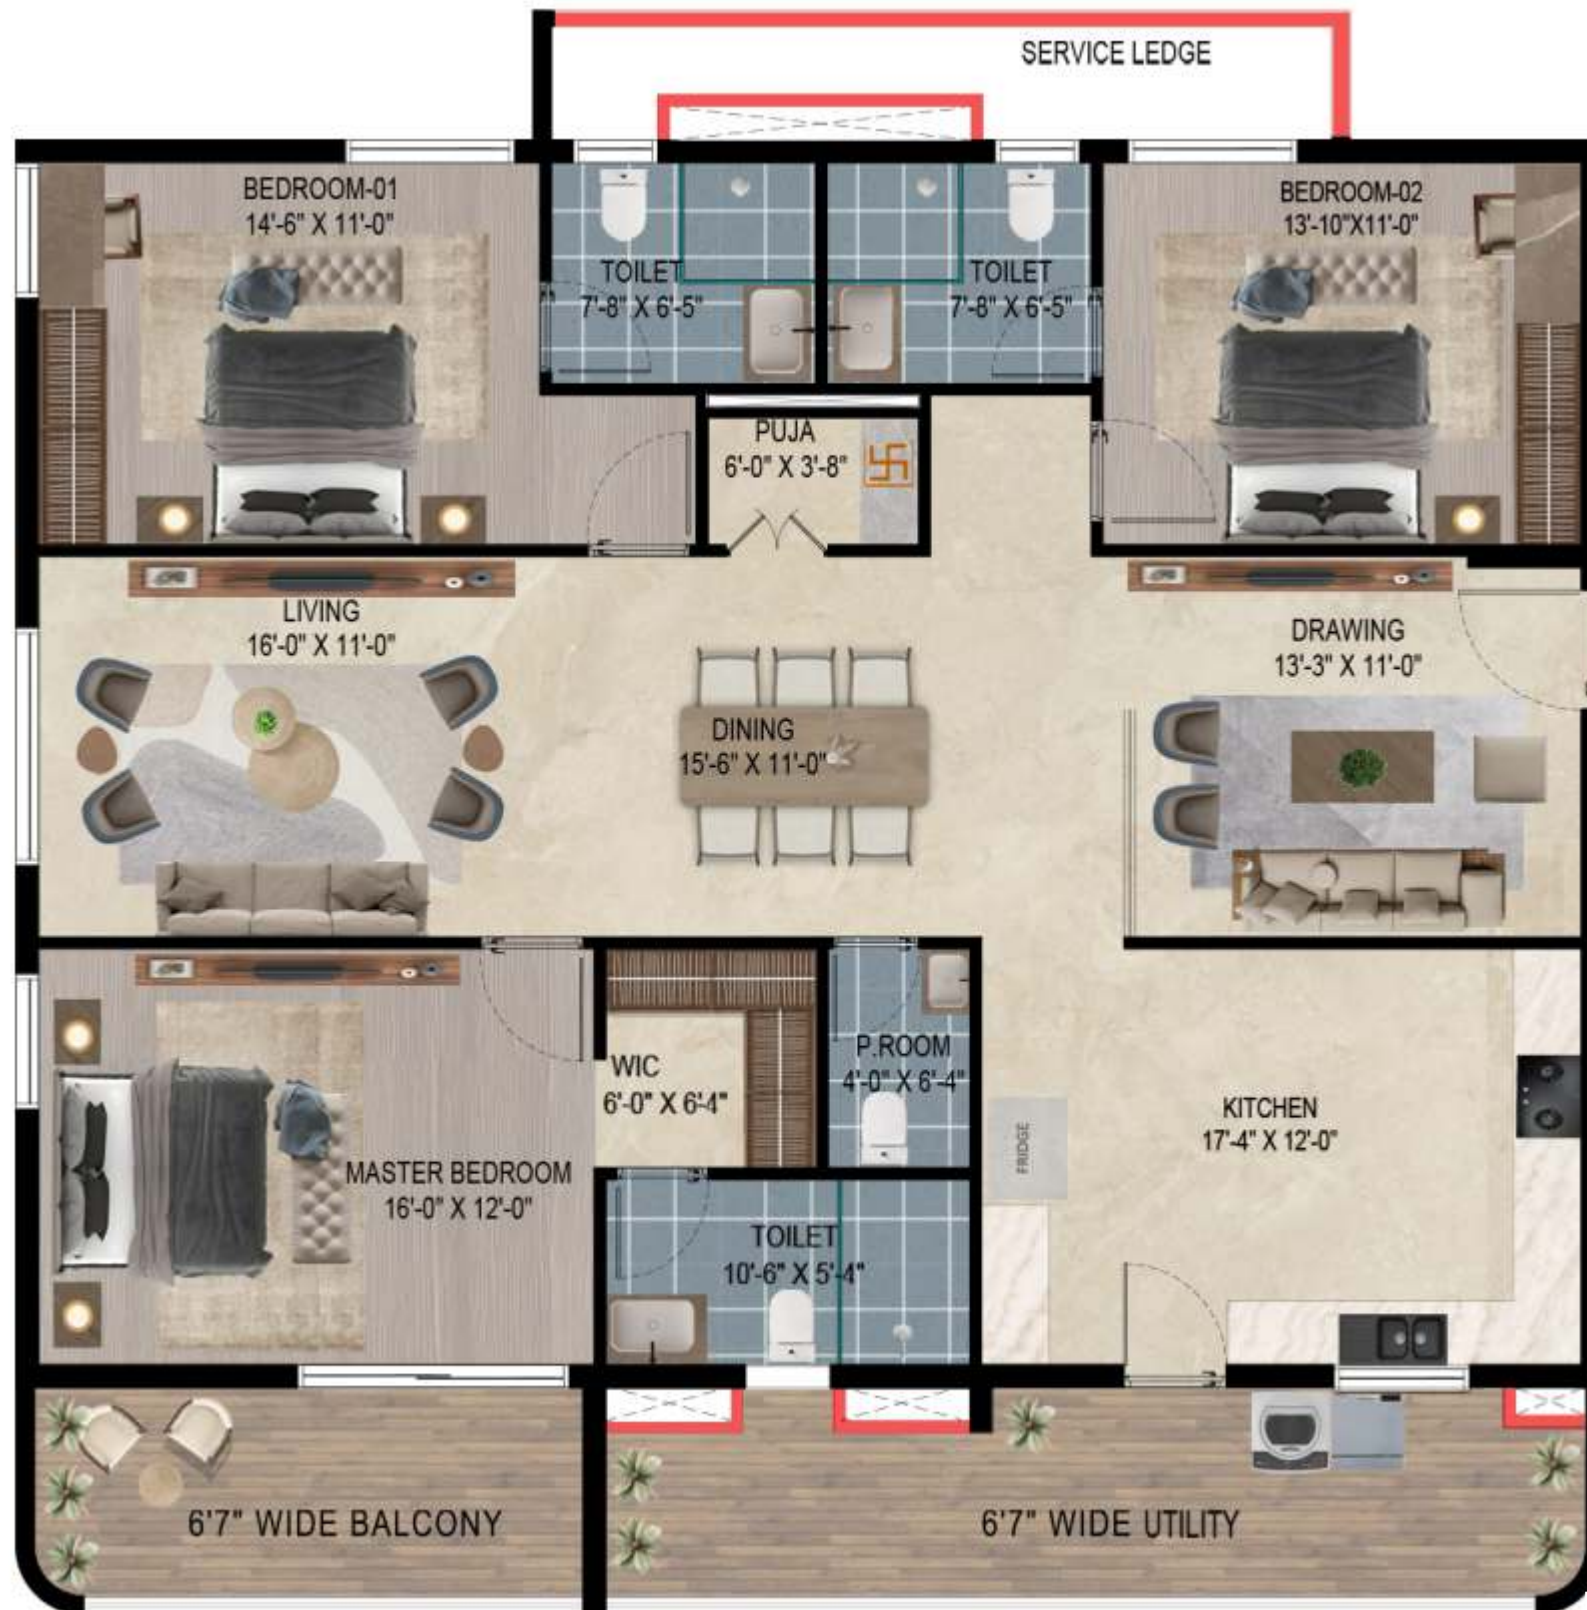 SERVICE LEDGE
BEDROOM-01
14'-6" X 11'-0"
BEDROOM-02
13'-10"X11'-0"
TOILET
7'-8" X 6'-5"
TOILET
7'-8" X 6'-5"
PUJA
6'-0" X 3'-8"
LIVING
16'-0" X 11'-0"
DRAWING
13'-3" X 11'-0"
DINING
15'-6" X 11'-0"
P.ROOM
4'-0" X 6'-4"
WIC
6'-0" X 6'4"
KITCHEN
17'-4" X 12'-0"
FRIDGE
MASTER BEDROOM
16'-0" X 12'-0"
TOILET
10'-6" X 5'-4"
6'7" WIDE BALCONY
6'7" WIDE UTILITY